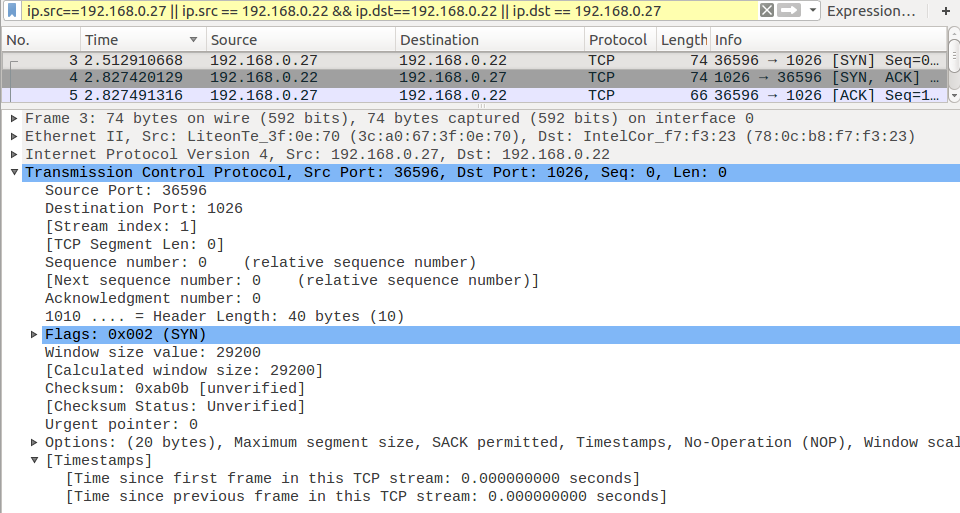 ip.src==192.168.0.27 || ip.src == 192.168.0.22 && ip.dst==192.168.0.22 || ip.dst == 192.168.0.27 Expression… +
No. Time Source Destination Protocol Length Info
3 2.512910668 192.168.0.27 192.168.0.22 TCP 74 36596 → 1026 [SYN] Seq=0…
4 2.827420129 192.168.0.22 192.168.0.27 TCP 74 1026 → 36596 [SYN, ACK] …
5 2.827491316 192.168.0.27 192.168.0.22 TCP 66 36596 → 1026 [ACK] Seq=1…
Frame 3: 74 bytes on wire (592 bits), 74 bytes captured (592 bits) on interface 0
Ethernet II, Src: LiteonTe_3f:0e:70 (3c:a0:67:3f:0e:70), Dst: IntelCor_f7:f3:23 (78:0c:b8:f7:f3:23)
Internet Protocol Version 4, Src: 192.168.0.27, Dst: 192.168.0.22
Transmission Control Protocol, Src Port: 36596, Dst Port: 1026, Seq: 0, Len: 0
Source Port: 36596
Destination Port: 1026
[Stream index: 1]
[TCP Segment Len: 0]
Sequence number: 0 (relative sequence number)
[Next sequence number: 0 (relative sequence number)]
Acknowledgment number: 0
1010 .... = Header Length: 40 bytes (10)
Flags: 0x002 (SYN)
Window size value: 29200
[Calculated window size: 29200]
Checksum: 0xab0b [unverified]
[Checksum Status: Unverified]
Urgent pointer: 0
Options: (20 bytes), Maximum segment size, SACK permitted, Timestamps, No-Operation (NOP), Window scal
[Timestamps]
[Time since first frame in this TCP stream: 0.000000000 seconds]
[Time since previous frame in this TCP stream: 0.000000000 seconds]